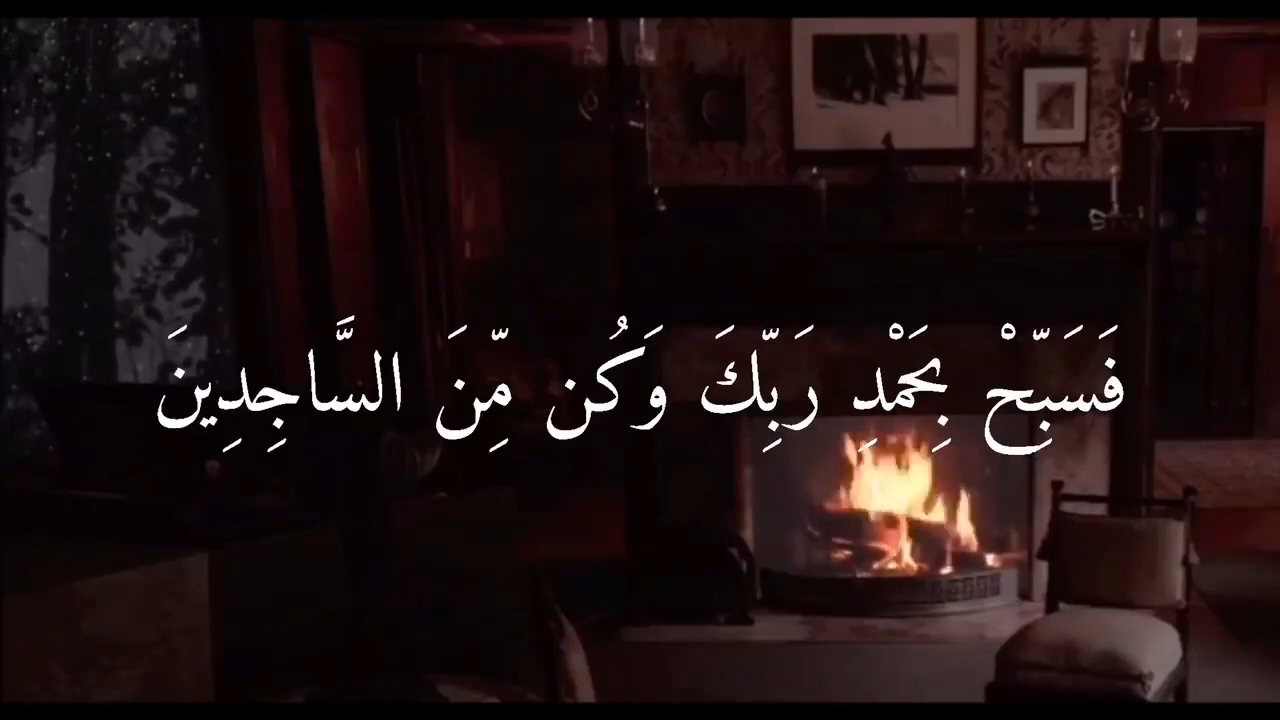 فَسَبِّحْ بِحَمْدِ رَبِّكَ وَكُن مِّنَ السَّاجِدِينَ